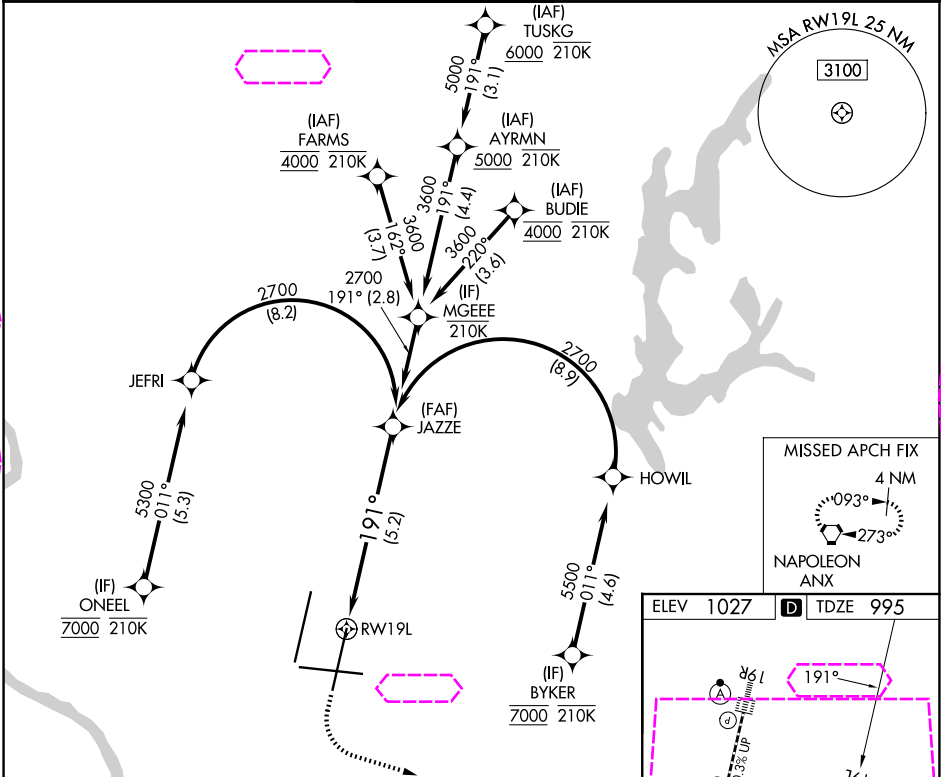 (IAF)
TUSKG
6000 210K
5000
191°
(3.1)
MSA RW19L 25 NM
3100
(IAF)
FARMS
4000 210K
(IAF)
AYRMN
5000 210K
3600
191°
(4.4)
(IAF)
BUDIE
4000 210K
3600
162°
(3.7)
3600
220°
(3.6)
2700
191° (2.8)
(IF)
MGEEE
210K
2700
(8.2)
2700
(8.9)
JEFRI
(FAF)
JAZZE
HOWIL
5300
011°
(5.3)
191°
(5.2)
5500
011°
(4.6)
(IF)
ONEEL
7000 210K
RW19L
(IF)
BYKER
7000 210K
MISSED APCH FIX
4 NM
093°
273°
NAPOLEON
ANX
ELEV 1027 D TDZE 995
19R
191°
A
P
0.3% UP